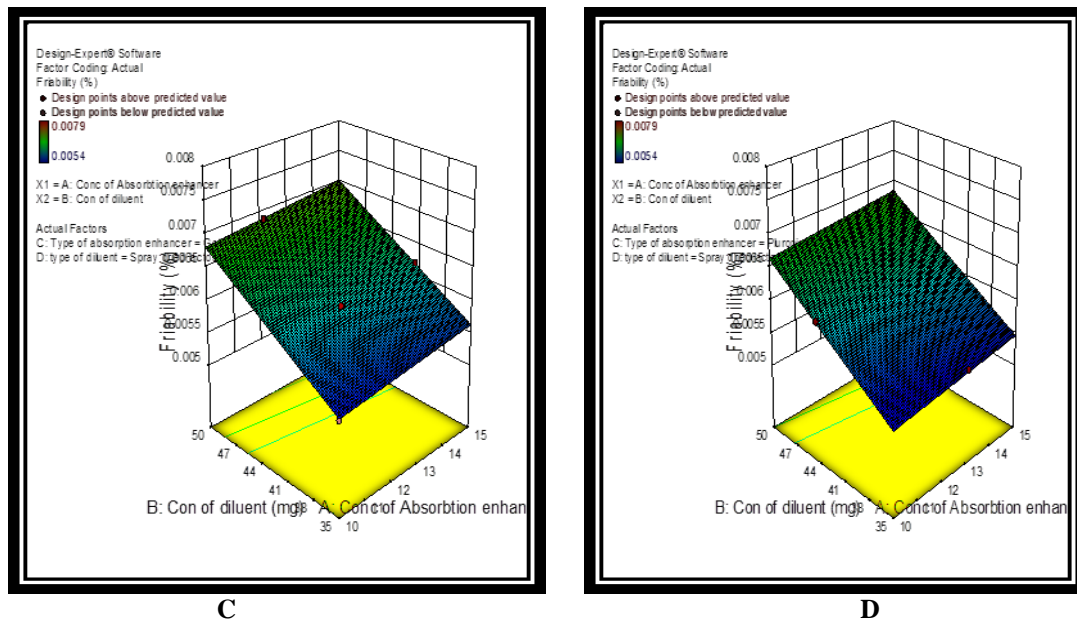 Design-Expert® Software
Factor Coding: Actual
Friability (%)
Design points above predicted value
Design points below predicted value
0.0079
0.0054
X1 = A: Conc of Absorbtion enhancer
X2 = B: Con of diluent
Actual Factors
C: Type of absorption enhancer =
D: type of diluent = Spray
0.008
0.0075
0.007
0.0065
0.006
0.0055
0.005
Friability (%)
50
47
44
41
38
35
10
11
12
13
14
15
B: Con of diluent (mg)
A: Conc of Absorbtion enhan
C
Design-Expert® Software
Factor Coding: Actual
Friability (%)
Design points above predicted value
Design points below predicted value
0.0079
0.0054
X1 = A: Conc of Absorbtion enhancer
X2 = B: Con of diluent
Actual Factors
C: Type of absorption enhancer =
D: type of diluent = Spray
0.008
0.0075
0.007
0.0065
0.006
0.0055
0.005
Friability (%)
50
47
44
41
38
35
10
11
12
13
14
15
B: Con of diluent (mg)
A: Conc of Absorbtion enhan
D